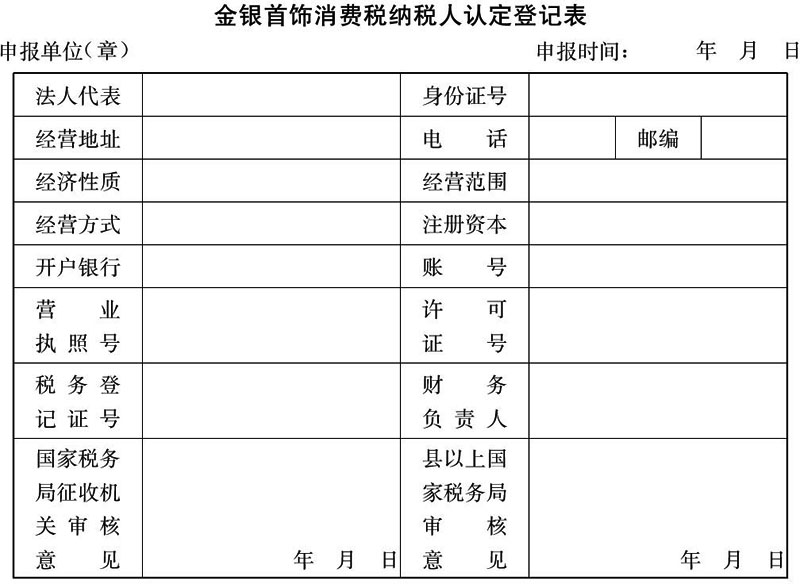 金银首饰消费税纳税人认定登记表
申报单位（章） 申报时间： 年 月 日
法人代表 身份证号
经营地址 电 话 邮编
经济性质 经营范围
经营方式 注册资本
开户银行 账 号
营 业 许 可
执 照 号 证 号
税 务 登 财 务
记 证 号 负 责 人
国家税务 县以上国
局征收机 家税务局
关 审 核 审 核
意 见 年 月 日 意 见 年 月 日